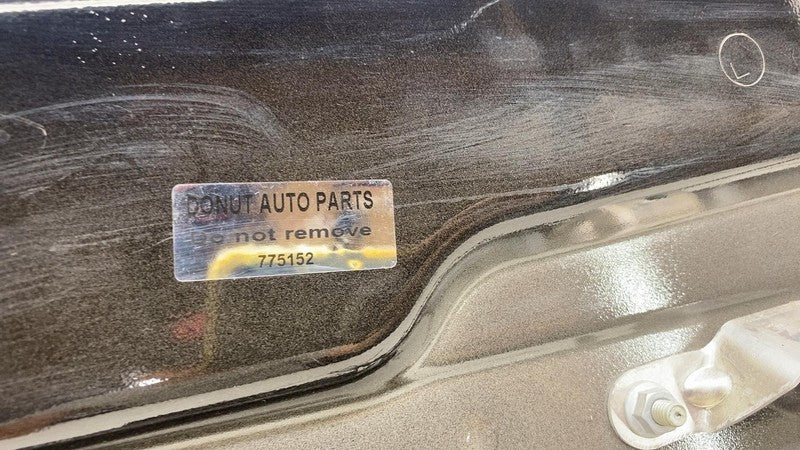 DONUT AUTO PARTS
Do not remove
775152
L